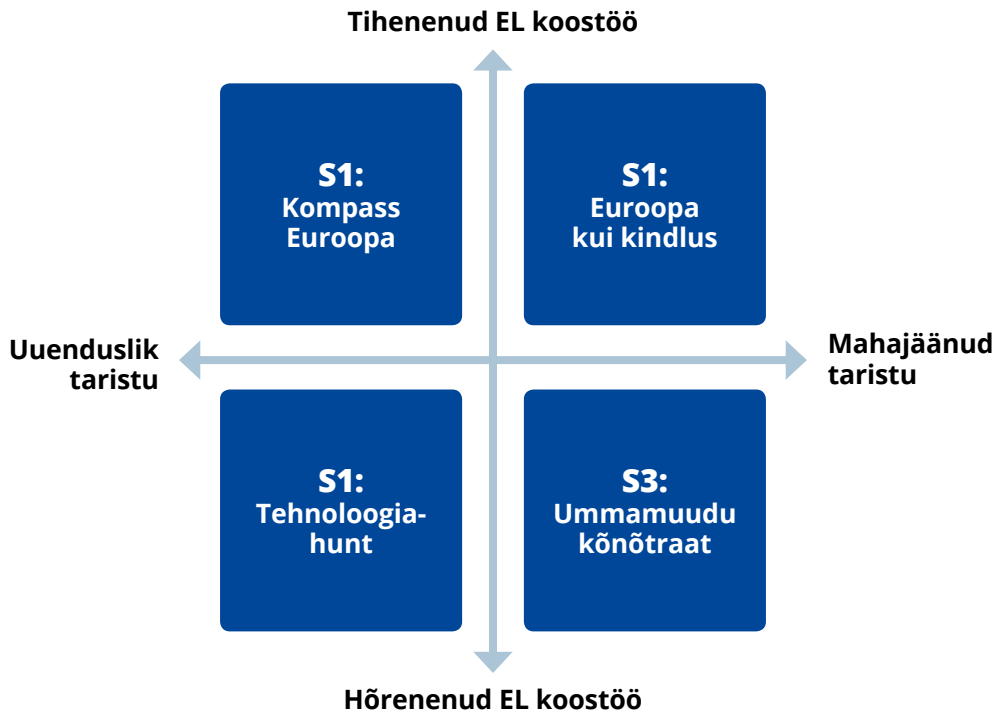 Tihenenud EL koostöö
S1:
Kompass
Euroopa
S1:
Euroopa
kui kindlus
Uuenduslik
taristu
Mahajäänud
taristu
S1:
Tehnoloogia-
hunt
S3:
Ummamuudu
kõnõtraat
Hõrenenud EL koostöö